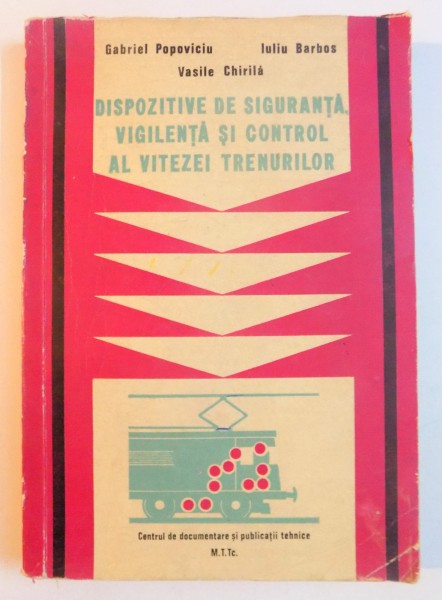 Gabriel Popoviciu Iuliu Barbos
Vasile Chirilă
DISPOZITIVE DE SIGURANȚĂ,
VIGILENȚĂ ȘI CONTROL
AL VITEZEI TRENURILOR
Centrul de documentare și publicații tehnice
M.T.Tc.